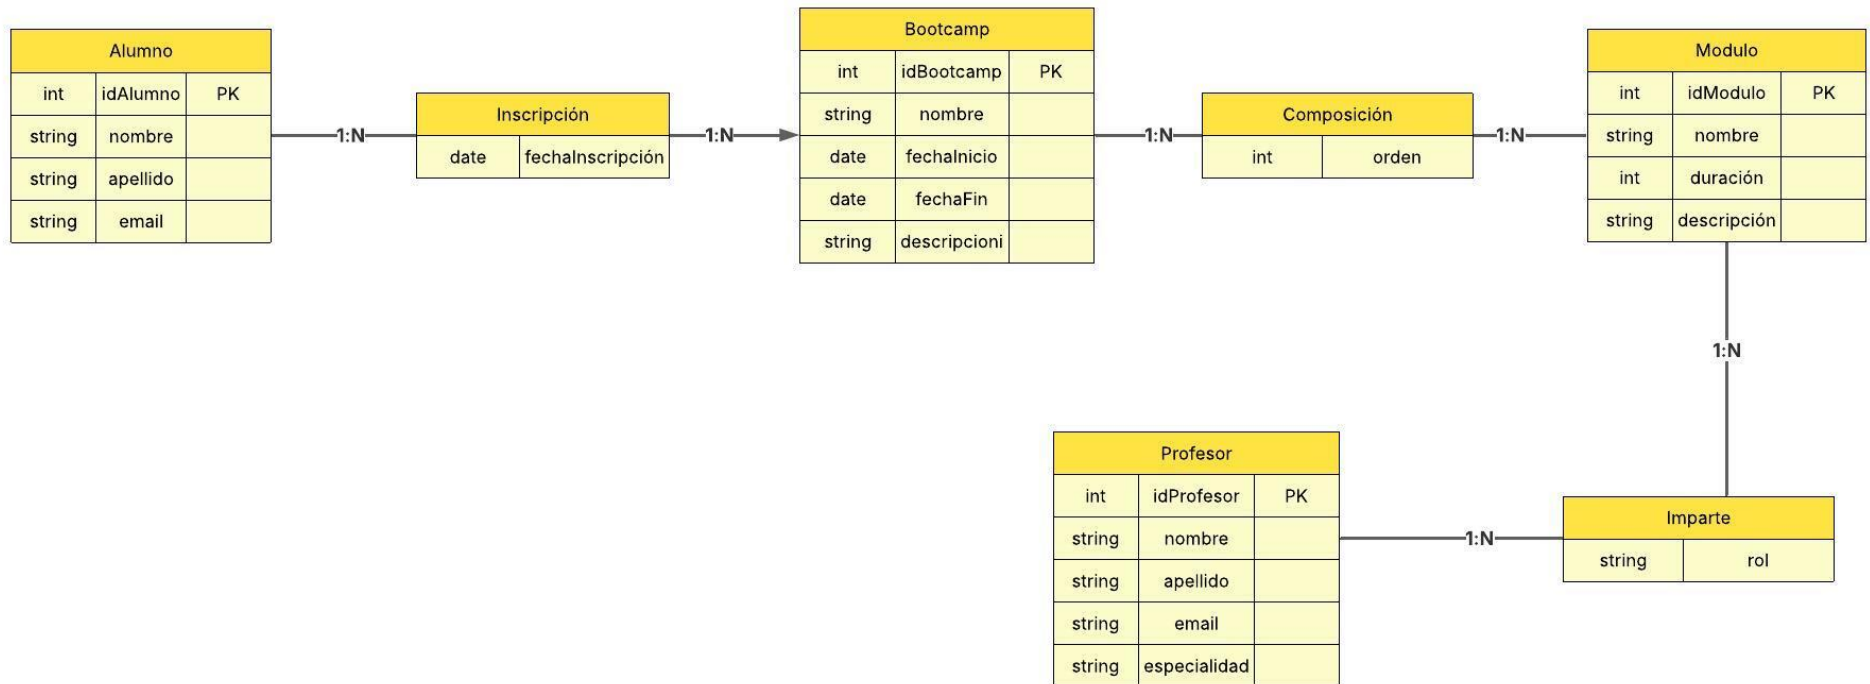 Alumno
int idAlumno PK
string nombre
string apellido
string email
1:N
Inscripción
date fechaInscripción
1:N
Bootcamp
int idBootcamp PK
string nombre
date fechaInicio
date fechaFin
string descripcioni
1:N
Composición
int orden
1:N
Modulo
int idModulo PK
string nombre
int duración
string descripción
1:N
Profesor
int idProfesor PK
string nombre
string apellido
string email
string especialidad
1:N
Imparte
string rol